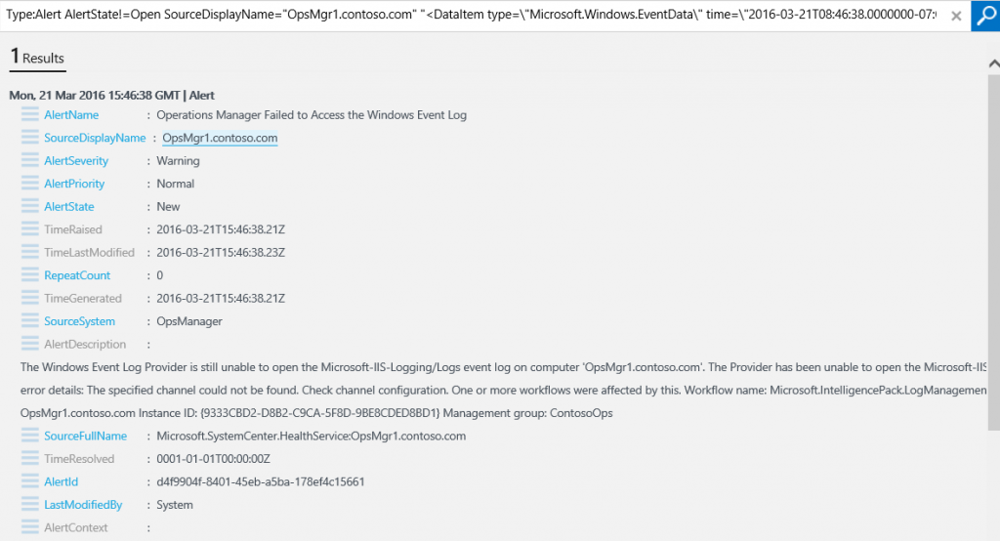 Type:Alert AlertState!=Open SourceDisplayName="OpsMgr1.contoso.com" "<DataItem type=\"Microsoft.Windows.EventData\" time=\"2016-03-21T08:46:38.0000000-07:
1 Results
Mon, 21 Mar 2016 15:46:38 GMT | Alert
AlertName : Operations Manager Failed to Access the Windows Event Log
SourceDisplayName : OpsMgr1.contoso.com
AlertSeverity : Warning
AlertPriority : Normal
AlertState : New
TimeRaised : 2016-03-21T15:46:38.21Z
TimeLastModified : 2016-03-21T15:46:38.23Z
RepeatCount : 0
TimeGenerated : 2016-03-21T15:46:38.21Z
SourceSystem : OpsManager
AlertDescription :
The Windows Event Log Provider is still unable to open the Microsoft-IIS-Logging/Logs event log on computer 'OpsMgr1.contoso.com'. The Provider has been unable to open the Microsoft-IIS
error details: The specified channel could not be found. Check channel configuration. One or more workflows were affected by this. Workflow name: Microsoft.IntelligencePack.LogManagemen
OpsMgr1.contoso.com Instance ID: {9333CBD2-D8B2-C9CA-5F8D-9BE8CDED8BD1} Management group: ContosoOps
SourceFullName : Microsoft.SystemCenter.HealthService:OpsMgr1.contoso.com
TimeResolved : 0001-01-01T00:00:00Z
AlertId : d4f9904f-8401-45eb-a5ba-178ef4c15661
LastModifiedBy : System
AlertContext :